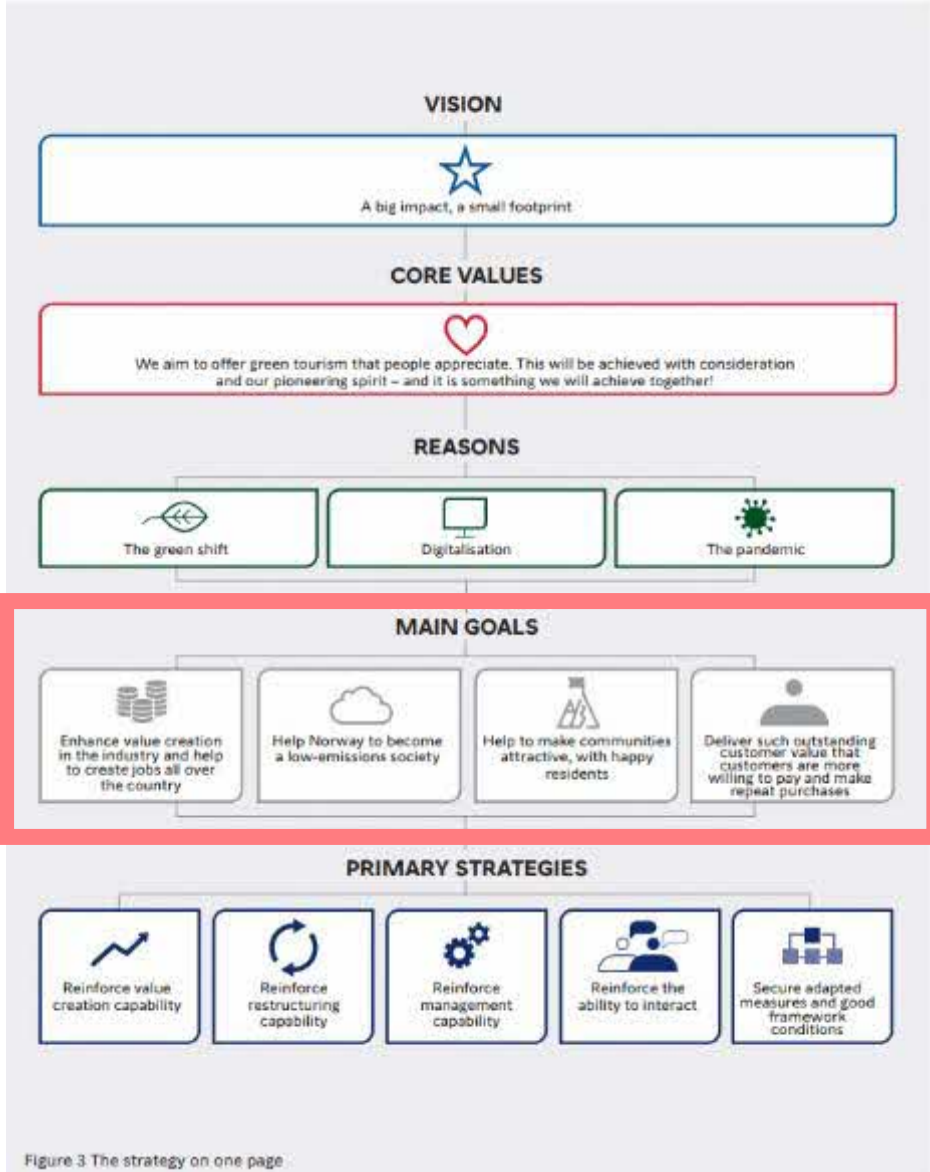 VISION
A big impact, a small footprint
CORE VALUES
We aim to offer green tourism that people appreciate. This will be achieved with consideration
and our pioneering spirit – and it is something we will achieve together!
REASONS
The green shift
Digitalisation
The pandemic
MAIN GOALS
Enhance value creation
in the industry and help
to create jobs all over
the country
Help Norway to become
a low-emissions society
Help to make communities
attractive, with happy
residents
Deliver such outstanding
customer value that
customers are more
willing to pay and make
repeat purchases
PRIMARY STRATEGIES
Reinforce value
creation capability
Reinforce
restructuring
capability
Reinforce
management
capability
Reinforce the
ability to interact
Secure adapted
measures and good
framework
conditions
Figure 3 The strategy on one page